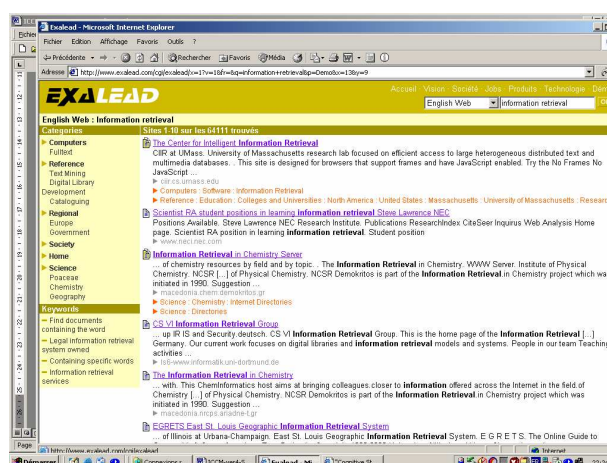 Exalead - Microsoft Internet Explorer
Fichier Edition Affichage Favoris Outils ?
Précédente Rechercher Favoris Média
Adresse http://www.exalead.com/cgi/exalead/x=1?v=1&fr=&q=information+retrieval&p=Demo&x=13&y=9
EXALEAD
Accueil Vision Société Jobs Produits Technologie
English Web information retrieval
English Web : Information retrieval
Categories
Computers
Fulltext
Reference
Text Mining
Digital Library
Development
Cataloguing
Regional
Europe
Government
Society
Home
Science
Poaceae
Chemistry
Geography
Keywords
Find documents
containing the word
Legal information retrieval
system owned
Containing specific words
Information retrieval
services
Sites 1-10 sur les 64111 trouvés
The Center for Intelligent Information Retrieval
CIIR at UMass. University of Massachusetts research lab focused on efficient access to large heterogeneous distributed text and
multimedia databases. . This site is designed for browsers that support frames and have JavaScript enabled. Try the No Frames No
JavaScript ...
ciir.cs.umass.edu
Computers : Software : Information Retrieval
Reference : Education : Colleges and Universities : North America : United States : Massachusetts : University of Massachusetts :
Scientist RA student positions in learning information retrieval Steve Lawrence NEC
Positions Available. Steve Lawrence NEC Research Institute. Publications ResearchIndex CiteSeer Inquirus Web Analysis Home
page. Scientist RA position in learning information retrieval. Student position
www.neci.nec.com
Information Retrieval in Chemistry Server
... of chemistry resources by field and by topic. . The Information Retrieval in Chemistry. WWW Server. Institute of Physical
Chemistry. NCSR [...] of Physical Chemistry. NCSR Demokritos is part of the Information Retrieval in Chemistry project which was
initiated in 1990. Suggestion ...
macedonia.chem.demokritos.gr
Science : Chemistry : Internet Directories
Science : Directories
CS VI Information Retrieval Group
... up IR IS and Security.deutsch. CS VI Information Retrieval Group. This is the home page of the Information Retrieval [...]
Germany. Our current work focuses on digital libraries and information retrieval models and systems. People in our team Teaching
activities ...
ls6-www.informatik.uni-dortmund.de
The Information Retrieval in Chemistry
... with. This ChemInformatics host aims at bringing colleagues closer to information offered across the Internet in the field of
Chemistry [...] of Physical Chemistry. NCSR Demokritos is part of the Information Retrieval in Chemistry project which was
initiated in 1990. Suggestion ...
macedonia.nrcps.ariadne-t.gr
EGRETS East St. Louis Geographic Information Retrieval System
... of Illinois at Urbana-Champaign. East St. Louis Geographic Information Retrieval System. E G R E T S. The Online Guide to
http://www.exalead.com/cgi/exalead Internet
Page
Démarrer